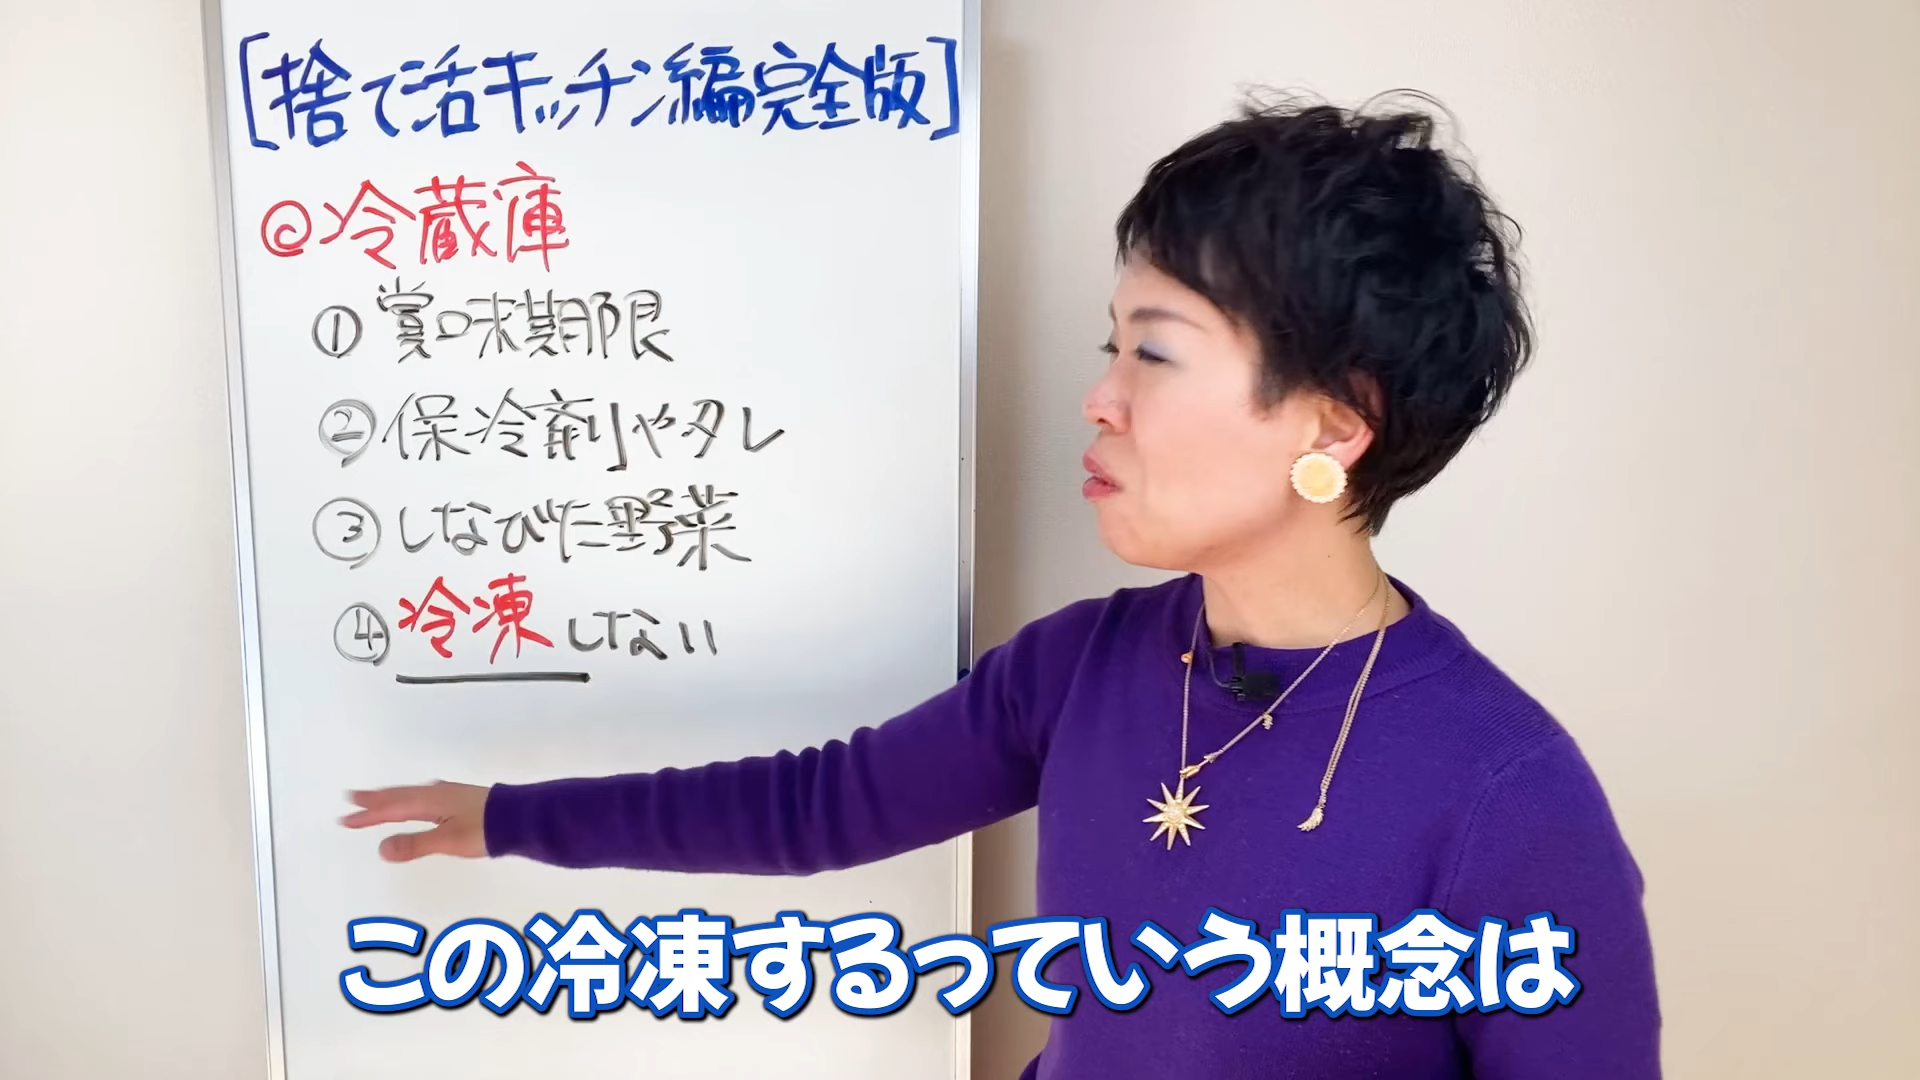 [捨て活キッチン編完全版]
◎冷蔵庫
①賞味期限
②保冷剤やタレ
③しなびた野菜
④冷凍しない
この冷凍するっていう概念は